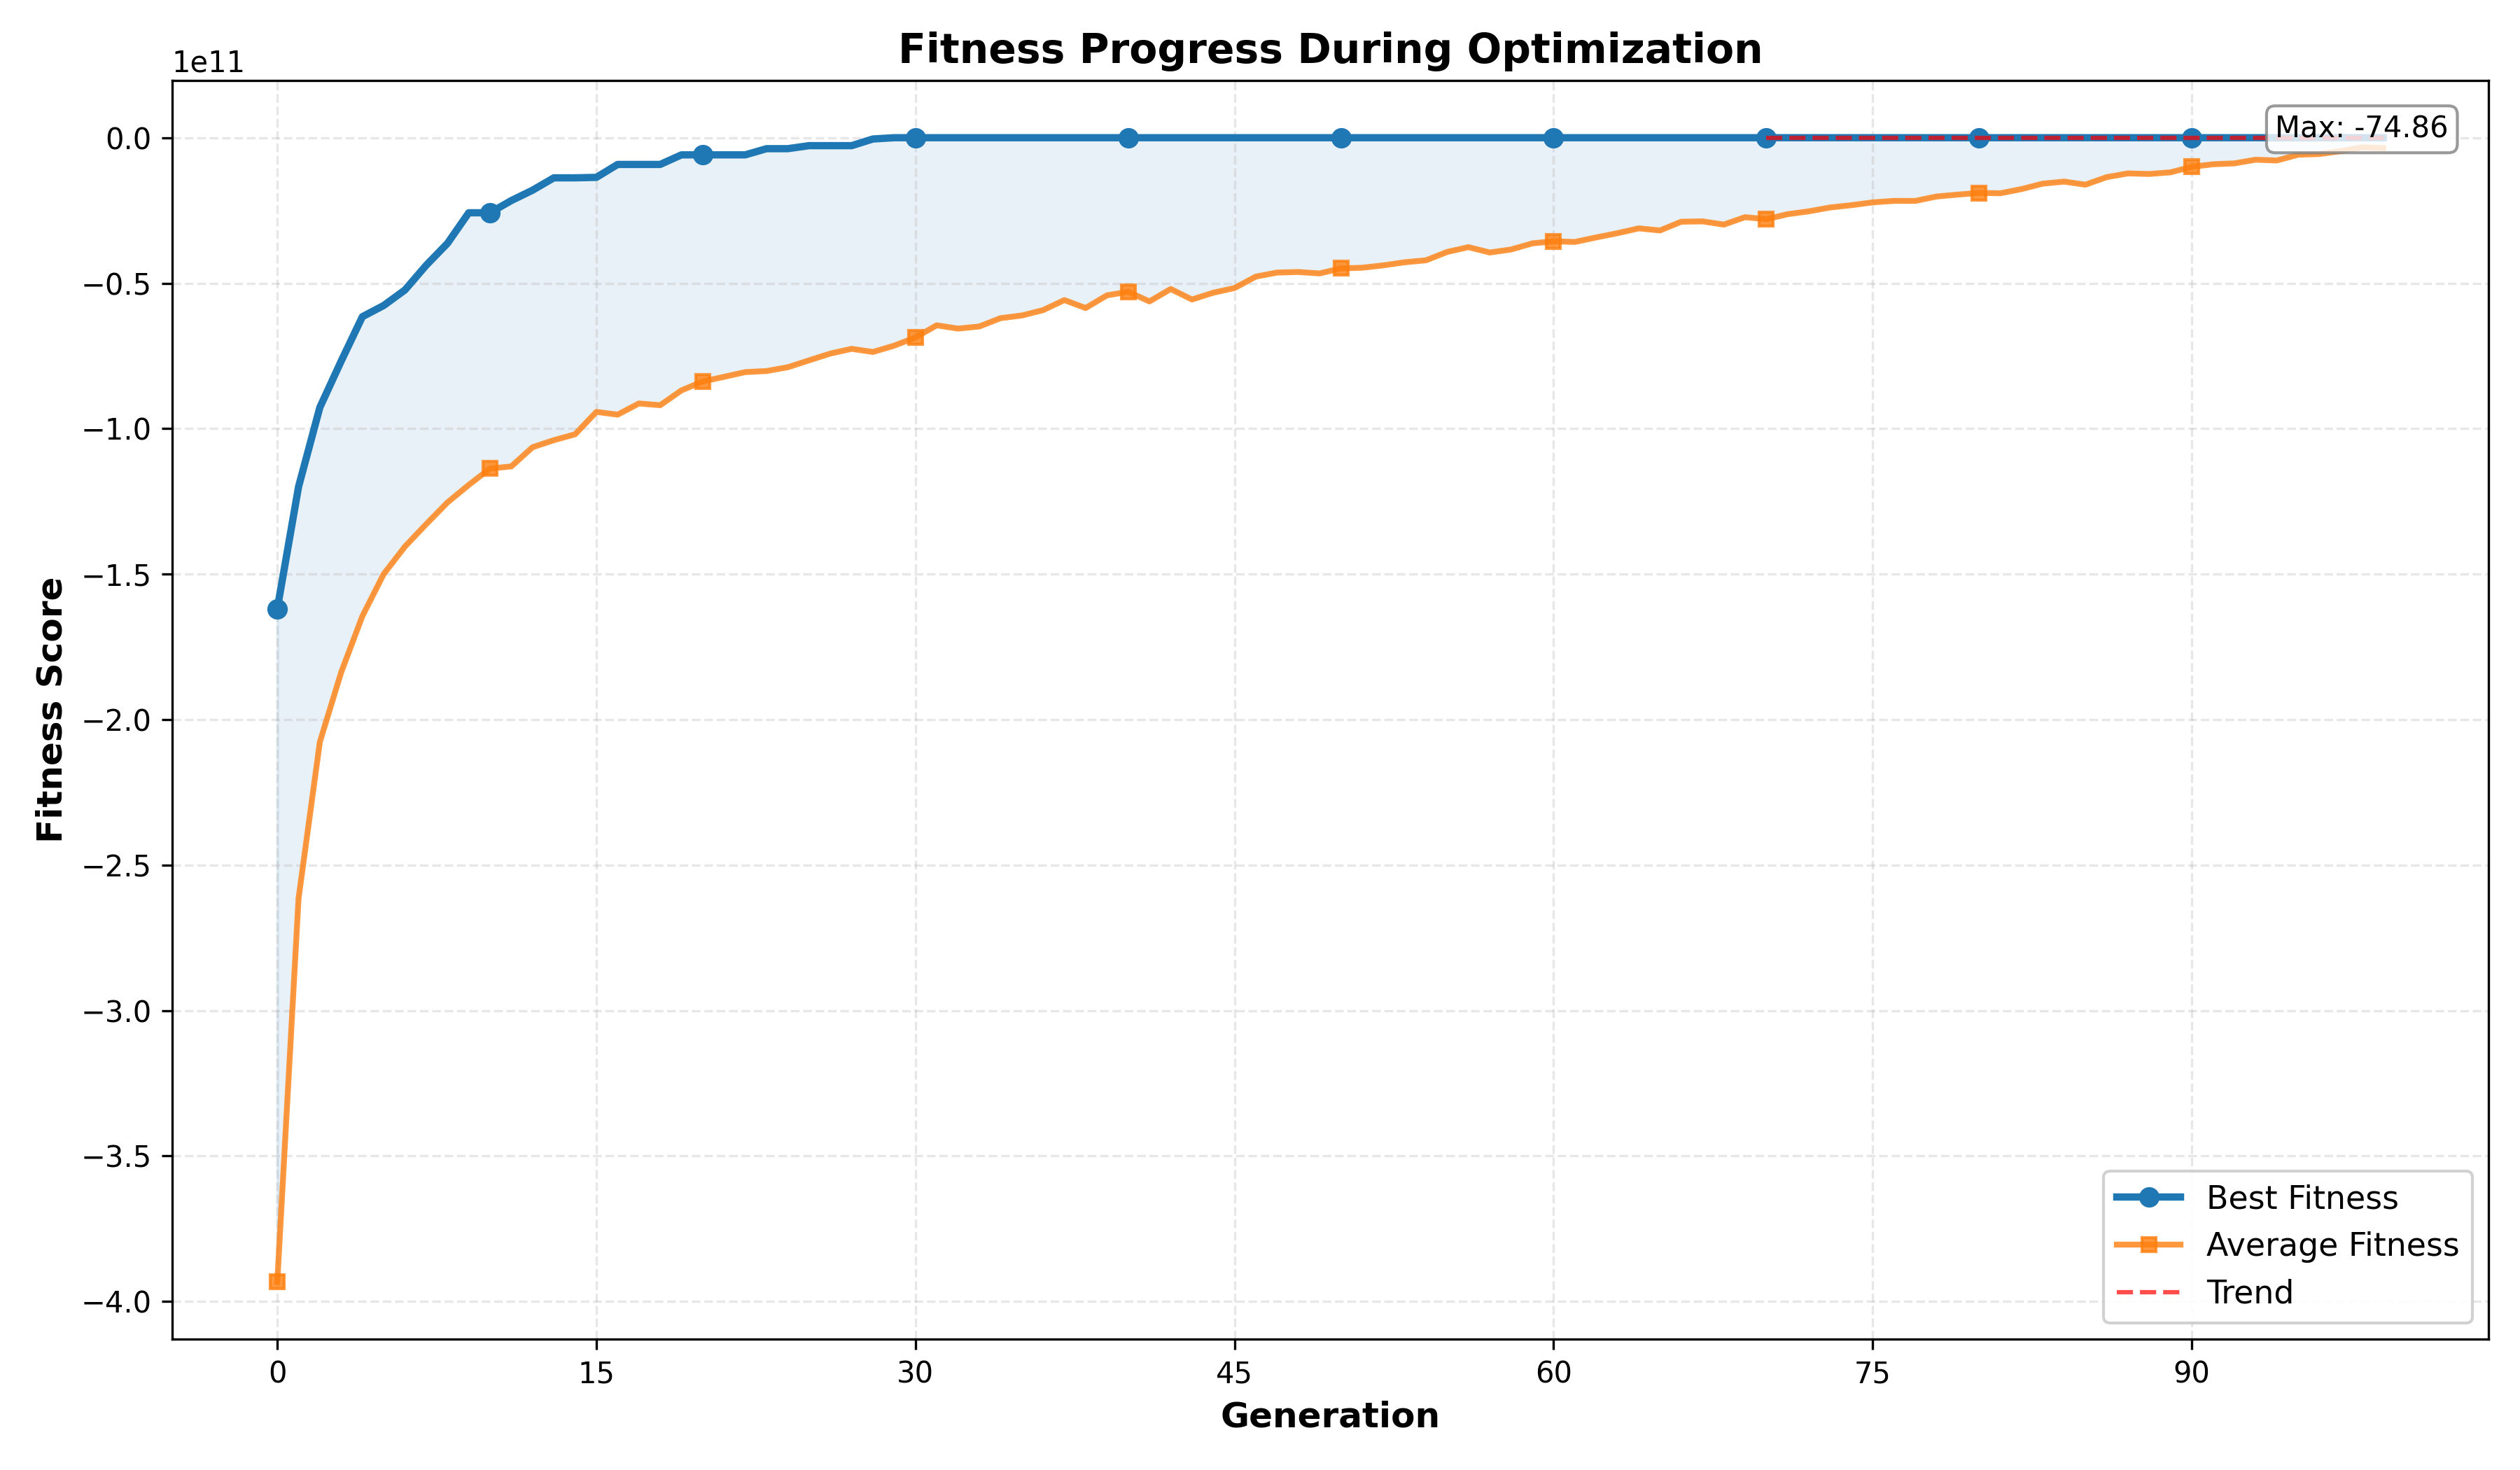 Fitness Progress During Optimization
1e11
Max: -74.86
0.0
−0.5
−1.0
−1.5
−2.0
−2.5
−3.0
−3.5
−4.0
Fitness Score
Best Fitness
Average Fitness
Trend
0 15 30 45 60 75 90
Generation